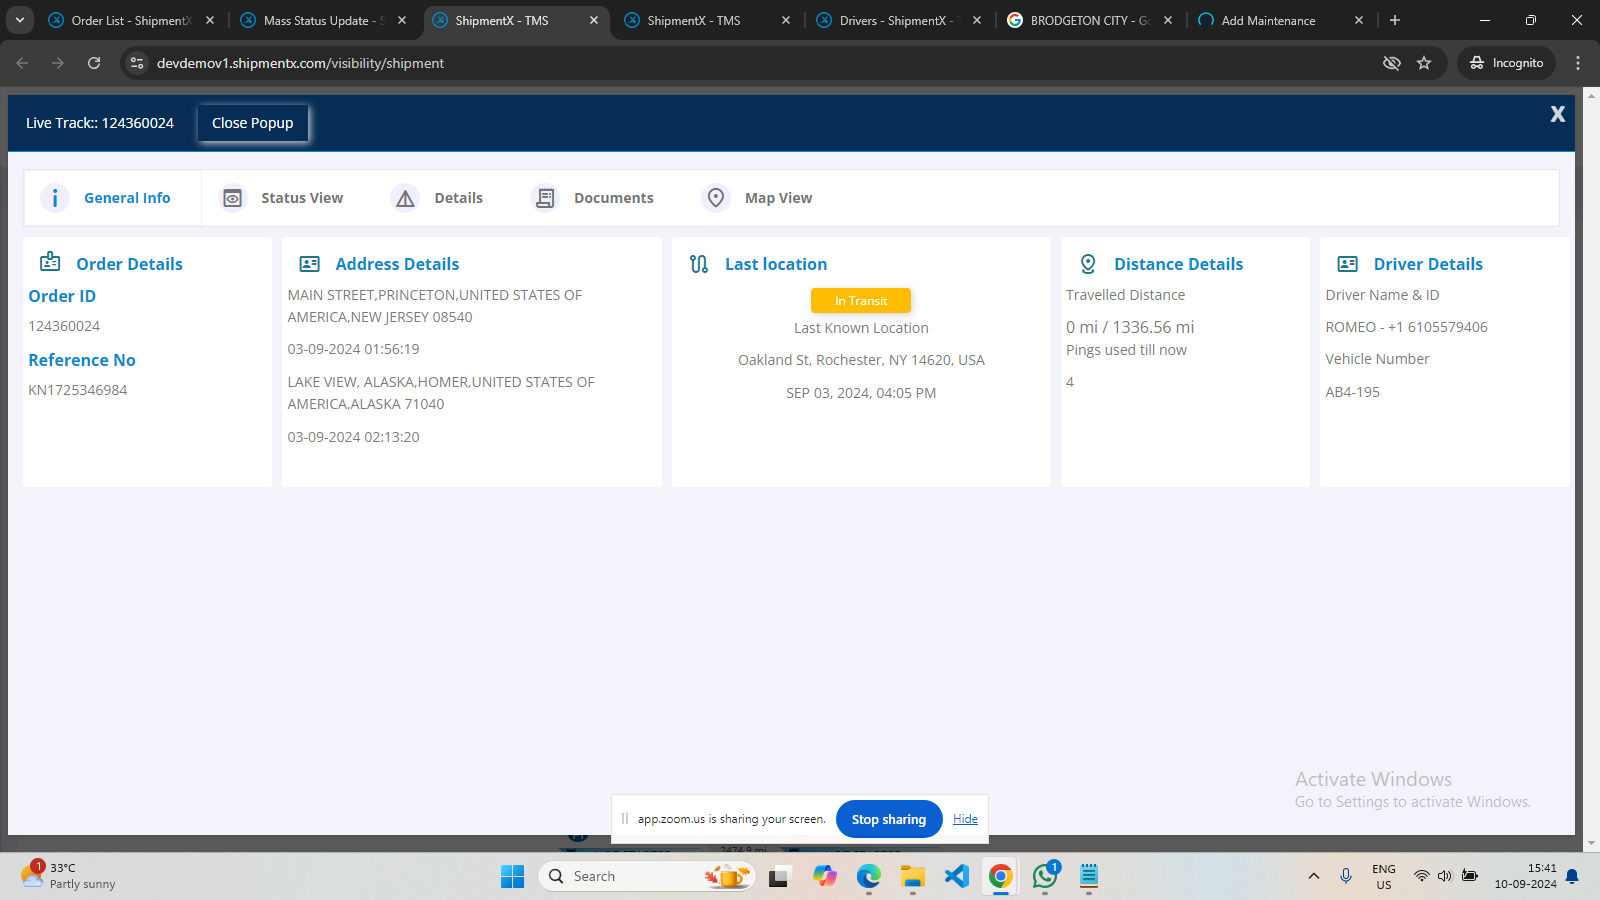 Order List - ShipmentX
Mass Status Update - S
ShipmentX - TMS
ShipmentX - TMS
Drivers - ShipmentX - T
BRODGETON CITY - Go
Add Maintenance
devdemov1.shipmentx.com/visibility/shipment
Incognito
Live Track:: 124360024
Close Popup
X
General Info
Status View
Details
Documents
Map View
Order Details
Order ID
124360024
Reference No
KN1725346984
Address Details
MAIN STREET,PRINCETON,UNITED STATES OF
AMERICA,NEW JERSEY 08540
03-09-2024 01:56:19
LAKE VIEW, ALASKA,HOMER,UNITED STATES OF
AMERICA,ALASKA 71040
03-09-2024 02:13:20
Last location
In Transit
Last Known Location
Oakland St, Rochester, NY 14620, USA
SEP 03, 2024, 04:05 PM
Distance Details
Travelled Distance
0 mi / 1336.56 mi
Pings used till now
4
Driver Details
Driver Name & ID
ROMEO - +1 6105579406
Vehicle Number
AB4-195
Activate Windows
Go to Settings to activate Windows.
app.zoom.us is sharing your screen.
Stop sharing
Hide
2474.9 mi
1
33°C
Partly sunny
Search
1
ENG
US
15:41
10-09-2024